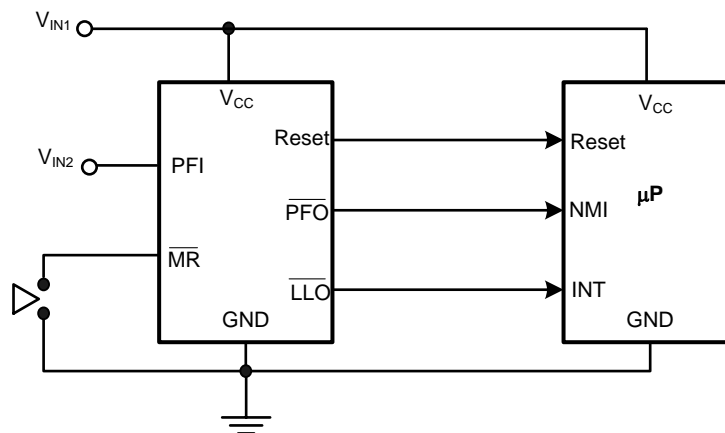 VIN1
VCC
VCC
Reset
Reset
VIN2
PFI
μP
PFO
NMI
MR
LLO
INT
GND
GND